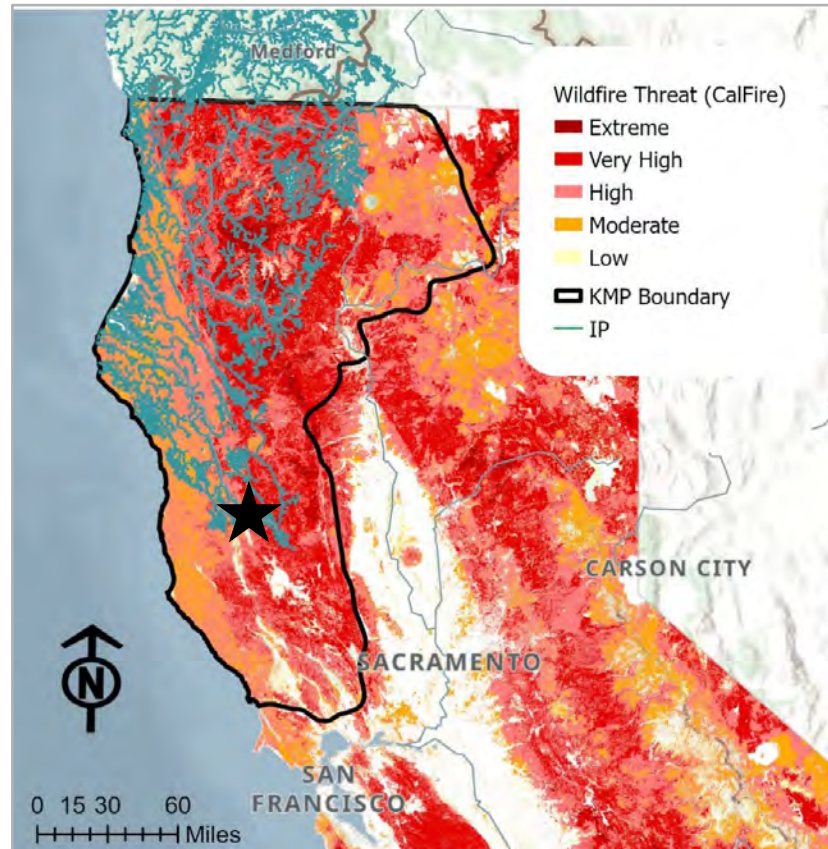 Medford
Wildfire Threat (CalFire)
Extreme
Very High
High
Moderate
Low
KMP Boundary
IP
CARSON CITY
SACRAMENTO
N
SAN
FRANCISCO
0 15 30 60
Miles